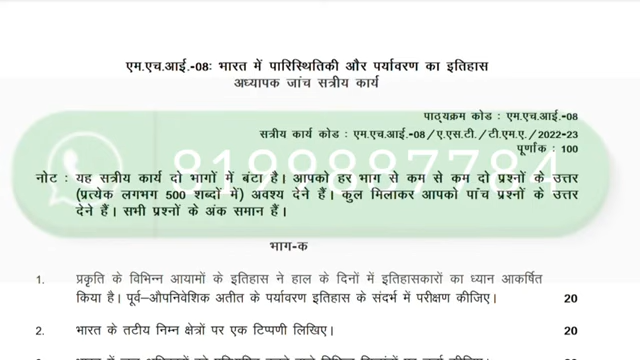 एम.एच.आई.-08: भारत में पारिस्थितिकी और पर्यावरण का इतिहास
अध्यापक जांच सत्रीय कार्य
पाठ्यक्रम कोड : एम.एच.आई.-08
सत्रीय कार्य कोड : एम.एच.आई.-08/ए.एस.टी./टी.एम.ए./2022-23
पूर्णांक : 100
8199887784
नोट : यह सत्रीय कार्य दो भागों में बंटा है। आपको हर भाग से कम से कम दो प्रश्नों के उत्तर
(प्रत्येक लगभग 500 शब्दों में) अवश्य देने हैं। कुल मिलाकर आपको पांच प्रश्नों के उत्तर
देने हैं। सभी प्रश्नों के अंक समान हैं।
भाग-क
1. प्रकृति के विभिन्न आयामों के इतिहास ने हाल के दिनों में इतिहासकारों का ध्यान आकर्षित
किया है। पूर्व–औपनिवेशिक अतीत के पर्यावरण इतिहास के संदर्भ में परीक्षण कीजिए। 20
2. भारत के तटीय निम्न क्षेत्रों पर एक टिप्पणी लिखिए। 20